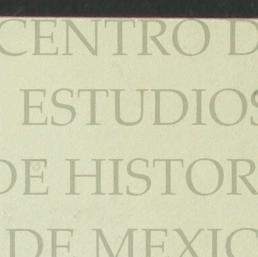 CENTRO D
ESTUDIOS
DE HISTOR
DE MEXIC